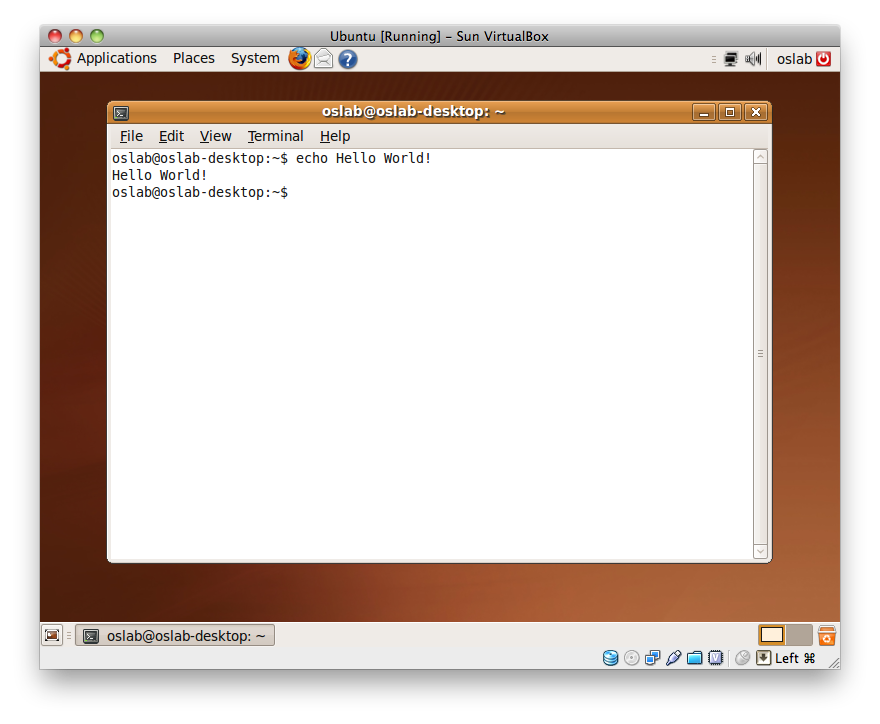 Ubuntu [Running] – Sun VirtualBox
Applications Places System oslab
oslab@oslab-desktop: ~
File Edit View Terminal Help
oslab@oslab-desktop:~$ echo Hello World!
Hello World!
oslab@oslab-desktop:~$
oslab@oslab-desktop: ~
Left ⌘